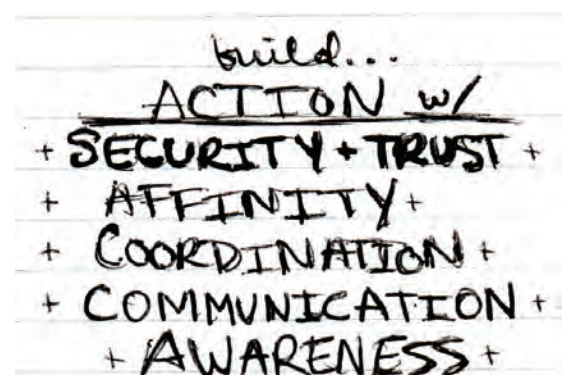 build...
ACTION w/
+ SECURITY + TRUST +
+ AFFINITY +
+ COORDINATION +
+ COMMUNICATION +
+ AWARENESS +